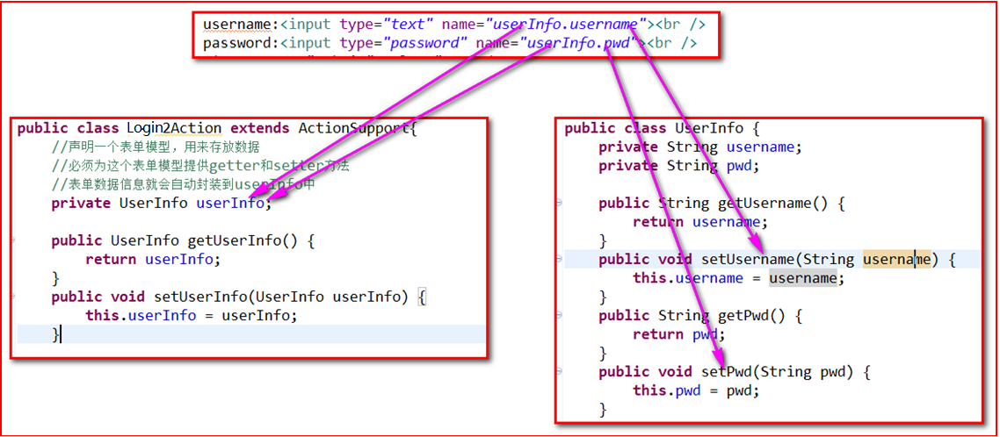 username:<input type="text" name="userInfo.username"><br />
password:<input type="password" name="userInfo.pwd"><br />
public class Login2Action extends ActionSupport{
//声明一个表单模型，用来存放数据
//必须为这个表单模型提供getter和setter方法
//表单数据信息就会自动封装到userInfo中
private UserInfo userInfo;
public UserInfo getUserInfo() {
return userInfo;
}
public void setUserInfo(UserInfo userInfo) {
this.userInfo = userInfo;
}
public class UserInfo {
private String username;
private String pwd;
public String getUsername() {
return username;
}
public void setUsername(String username) {
this.username = username;
}
public String getPwd() {
return pwd;
}
public void setPwd(String pwd) {
this.pwd = pwd;
}